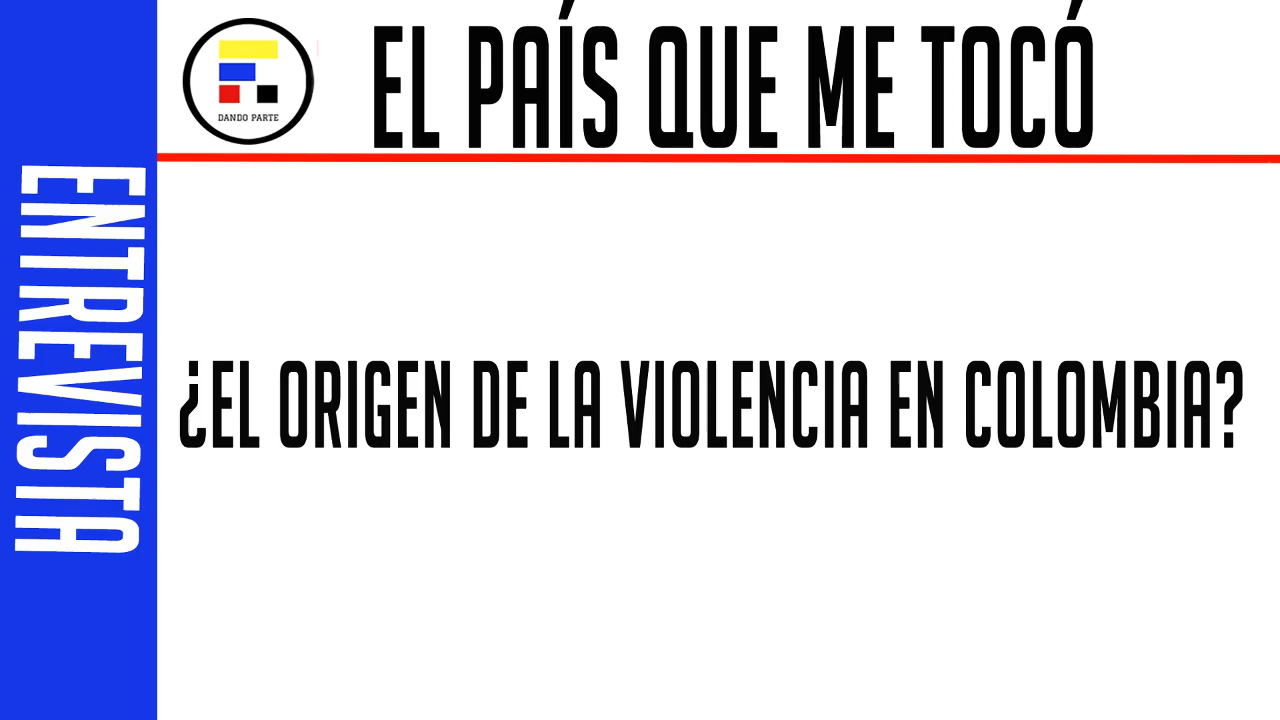 DANDO PARTE
EL PAÍS QUE ME TOCÓ
ENTREVISTA
¿EL ORIGEN DE LA VIOLENCIA EN COLOMBIA?